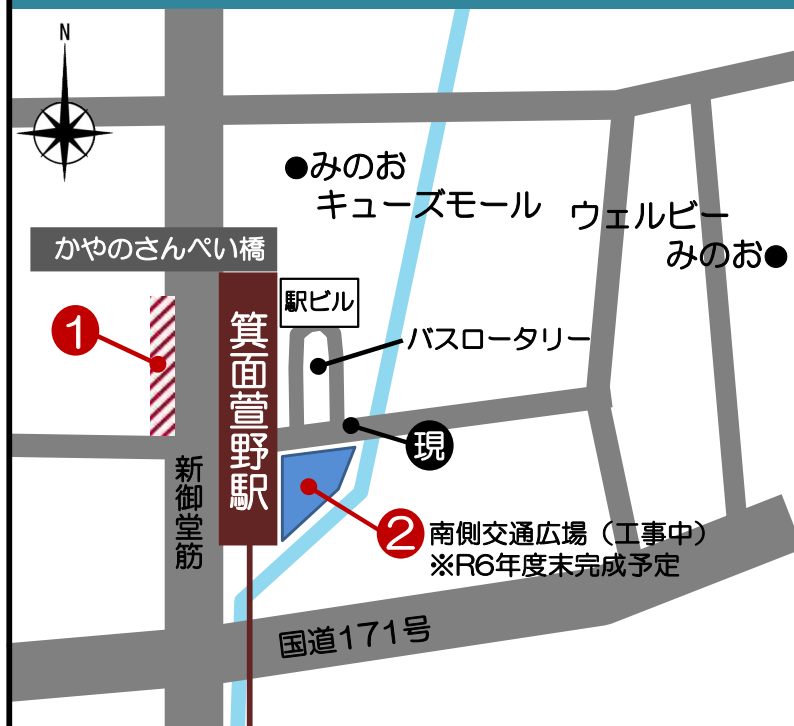 N
●みのお
キューズモール
ウェルビー
みのお●
かやのさんぺい橋
駅ビル
1
箕面萱野駅
バスロータリー
現
新御堂筋
2
南側交通広場（工事中）
※R6年度末完成予定
国道171号